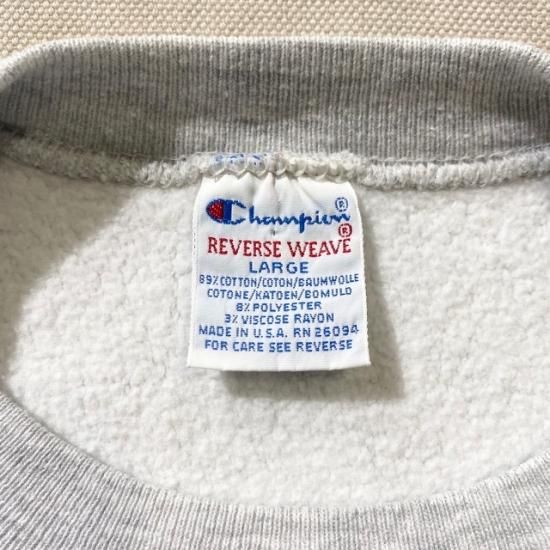 Champion®
REVERSE WEAVE®
LARGE
89% COTTON/COTON/BAUMWOLLE
COTONE/KATOEN/BOMULD
8% POLYESTER
3% VISCOSE RAYON
MADE IN U.S.A. RN 26094
FOR CARE SEE REVERSE